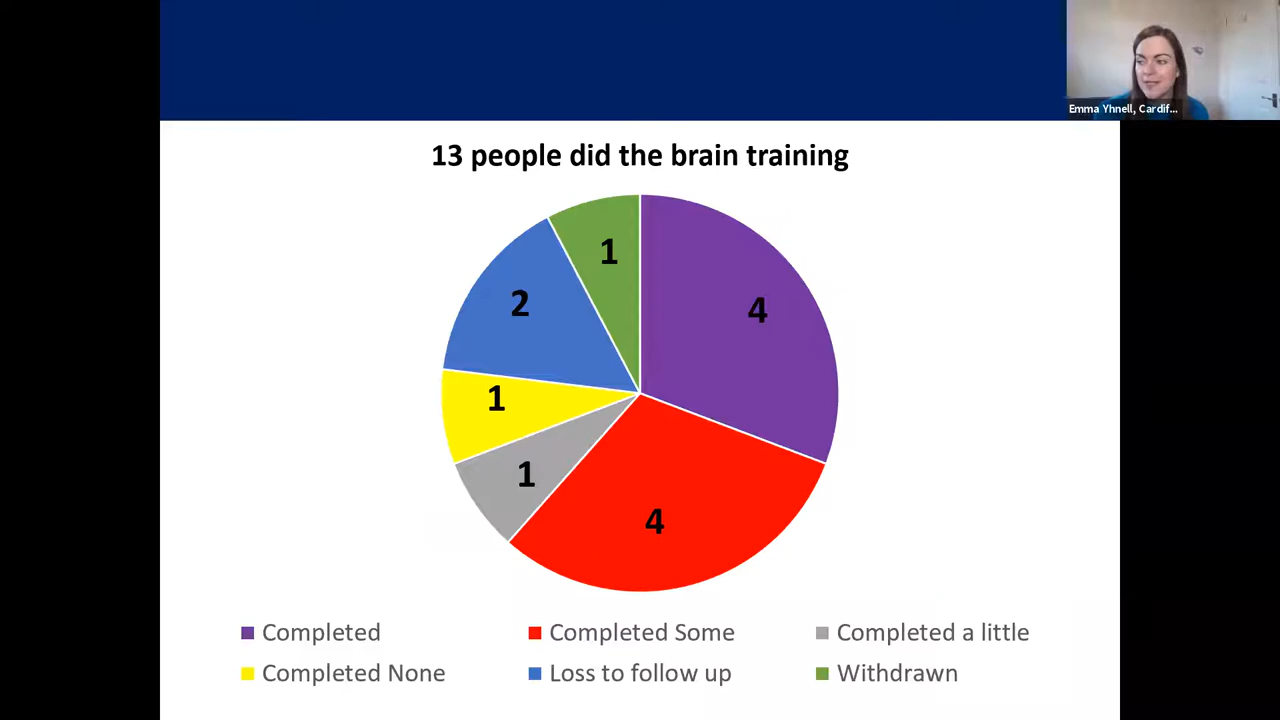 Emma Yhnell, Cardif...
13 people did the brain training
1
4
2
1
1
4
Completed
Completed Some
Completed a little
Completed None
Loss to follow up
Withdrawn